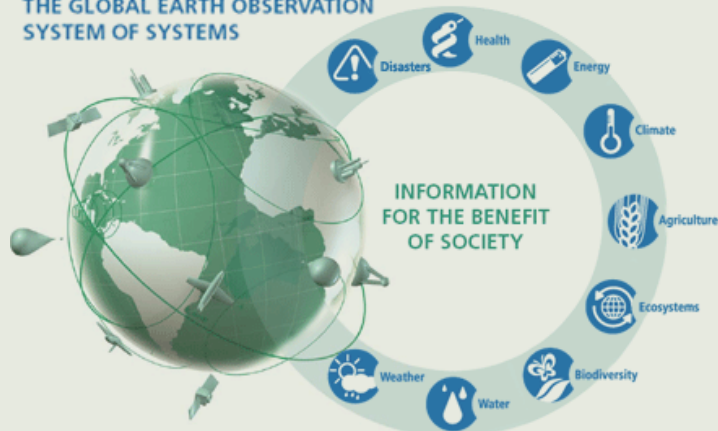 THE GLOBAL EARTH OBSERVATION
SYSTEM OF SYSTEMS
Health
Disasters
Energy
Climate
INFORMATION
FOR THE BENEFIT
OF SOCIETY
Agriculture
Ecosystems
Biodiversity
Weather
Water